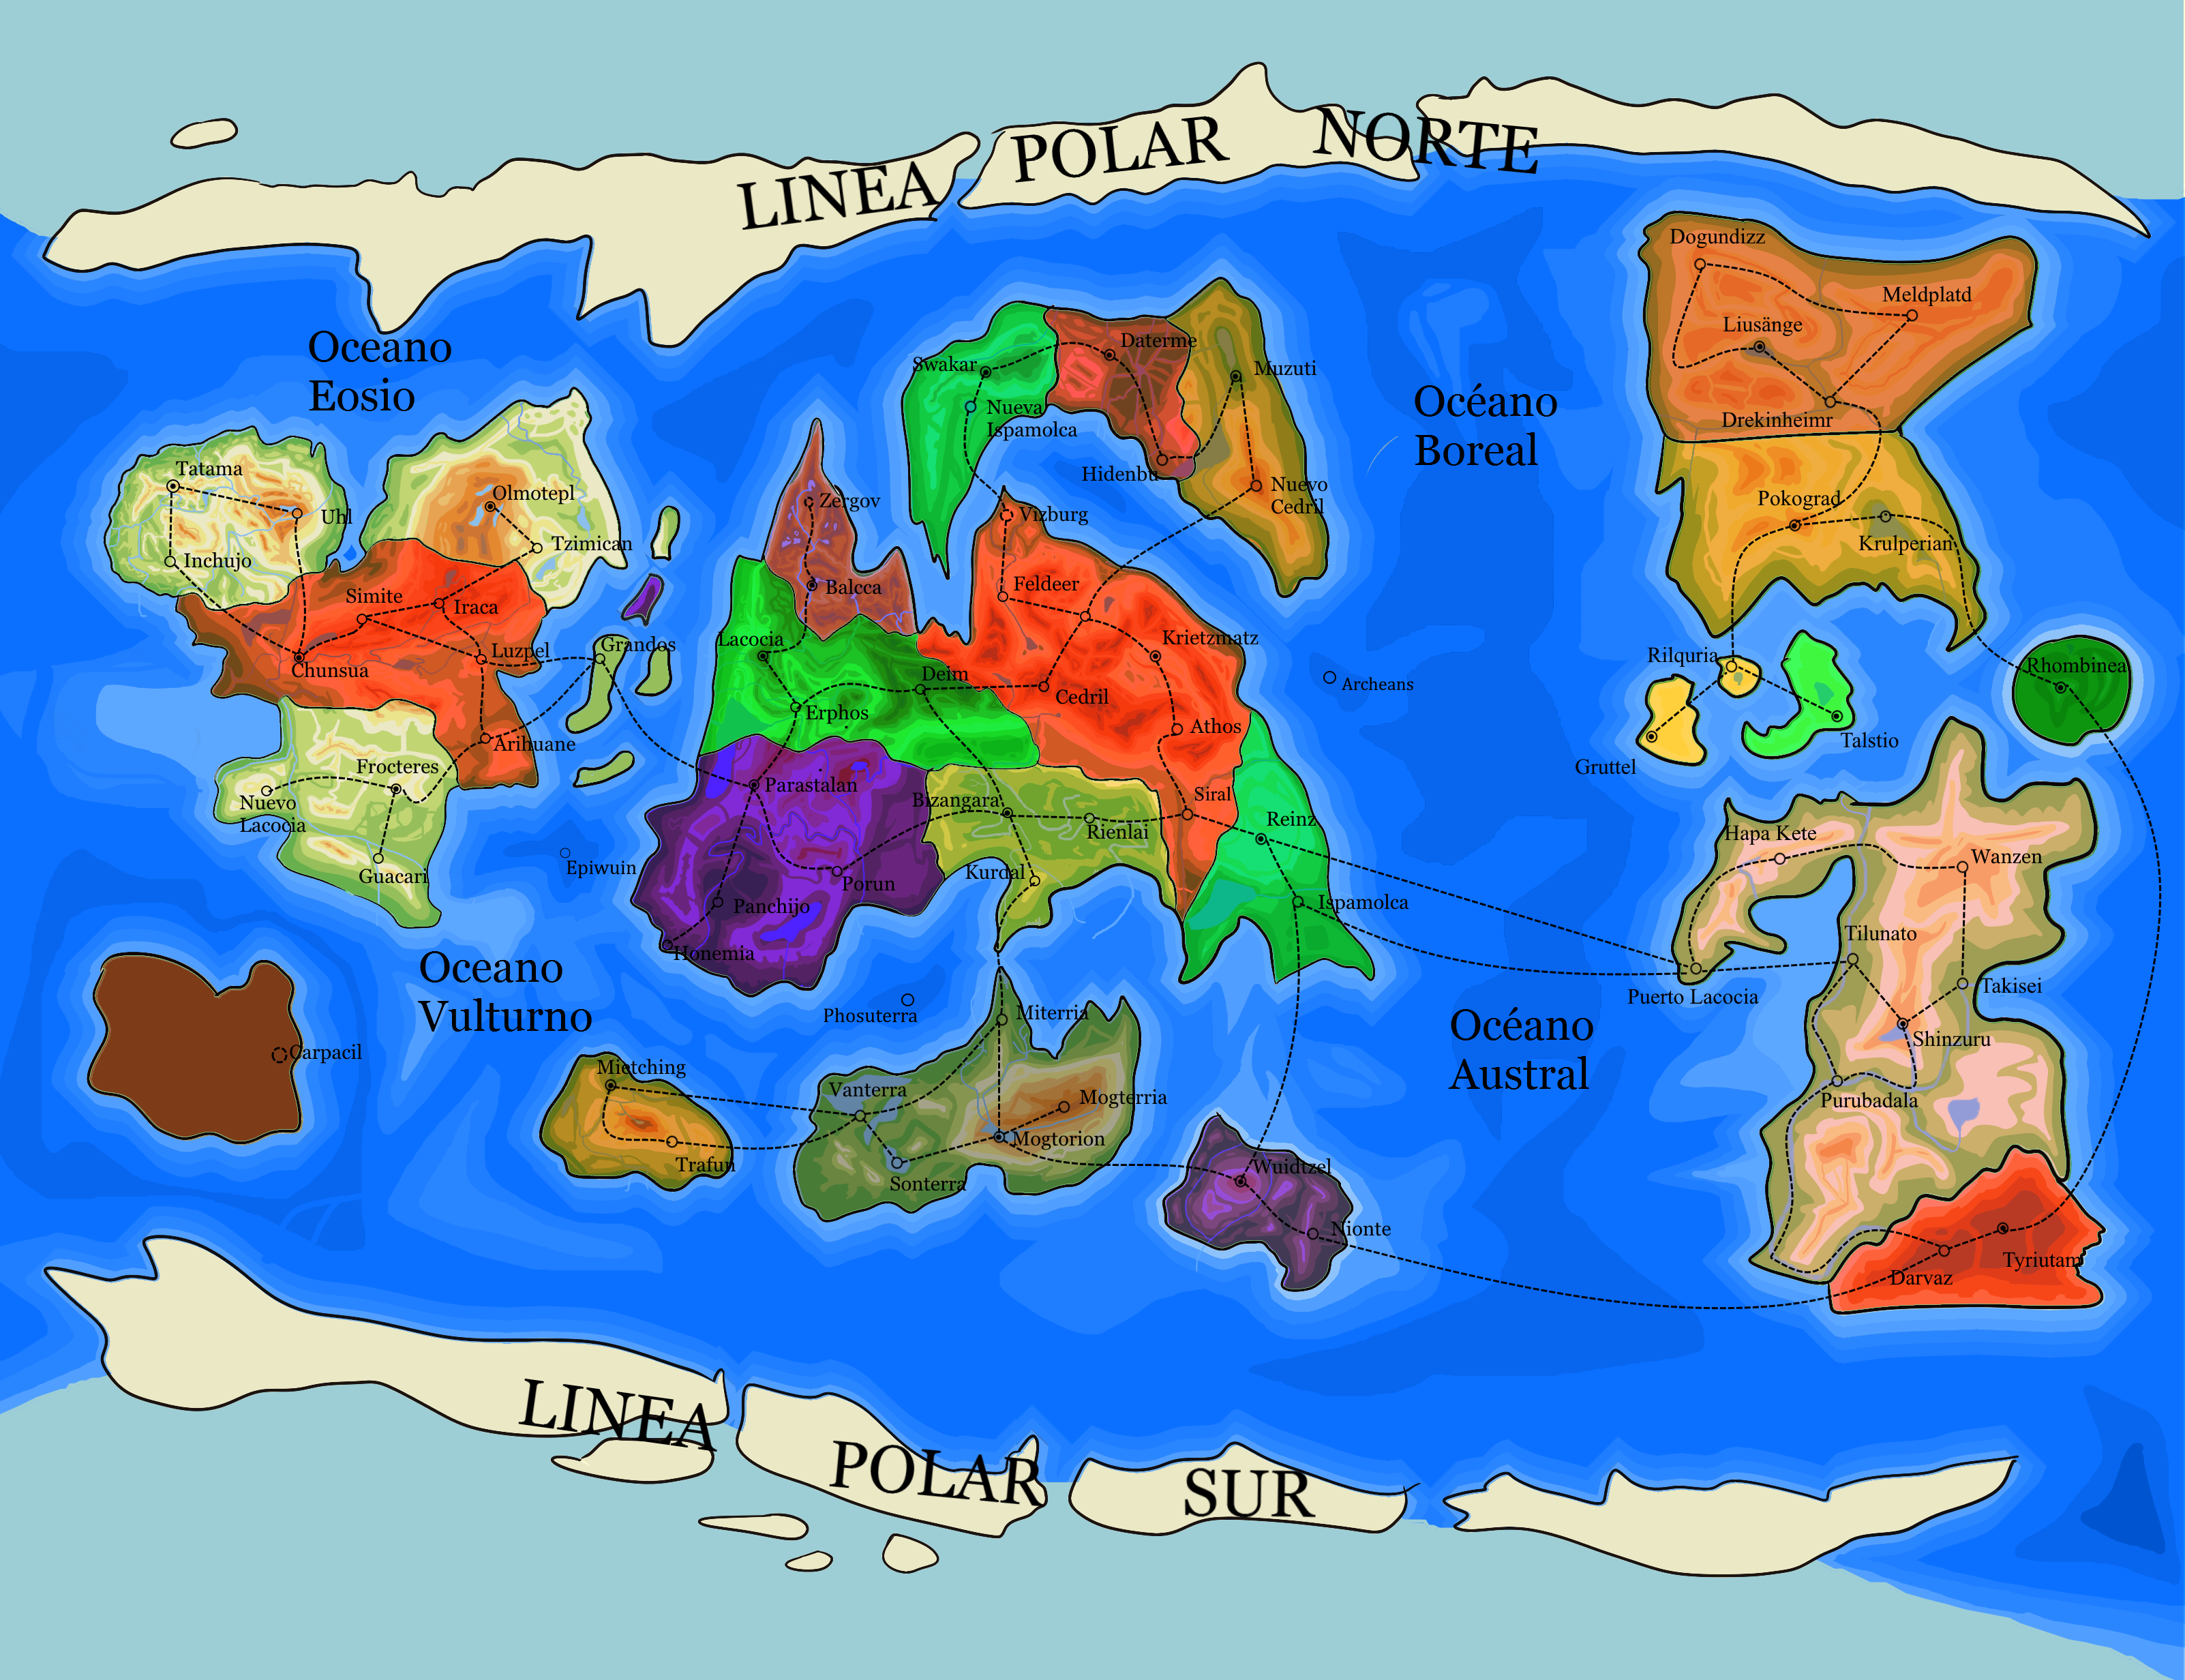 LINEA POLAR NORTE
Oceano
Eosio
Océano
Boreal
Dogundizz
Meldplatd
Liusänge
Drekinheimr
Pokograd
Krulperian
Rilquria
Gruttel
Talstio
Rhombinea
Tatama
Uhl
Inchujo
Olmotepl
Tzimican
Simite
Iraca
Chunsua
Luzpel
Grandos
Arihuane
Frocteres
Nuevo
Lacocia
Guacari
Epiwuin
Swakar
Nueva
Ispamolca
Daterme
Muzuti
Hidenbu
Nuevo
Cedril
Zergov
Balcca
Vizburg
Feldeer
Krietzmatz
Lacocia
Deim
Cedril
Erphos
Athos
Archeans
Parastalan
Bizangara
Rienlai
Siral
Reinz
Kurdal
Porun
Panchijo
Honemia
Ispamolca
Hapa Kete
Wanzen
Tilunato
Takisei
Puerto Lacocia
Shinzuru
Purubadala
Darvaz
Tyriutam
Oceano
Vulturno
Océano
Austral
Carpacil
Phosuterra
Miterria
Mietching
Trafuu
Vanterra
Mogterria
Mogtorion
Sonterra
Wuidtzel
Nionte
LINEA POLAR SUR